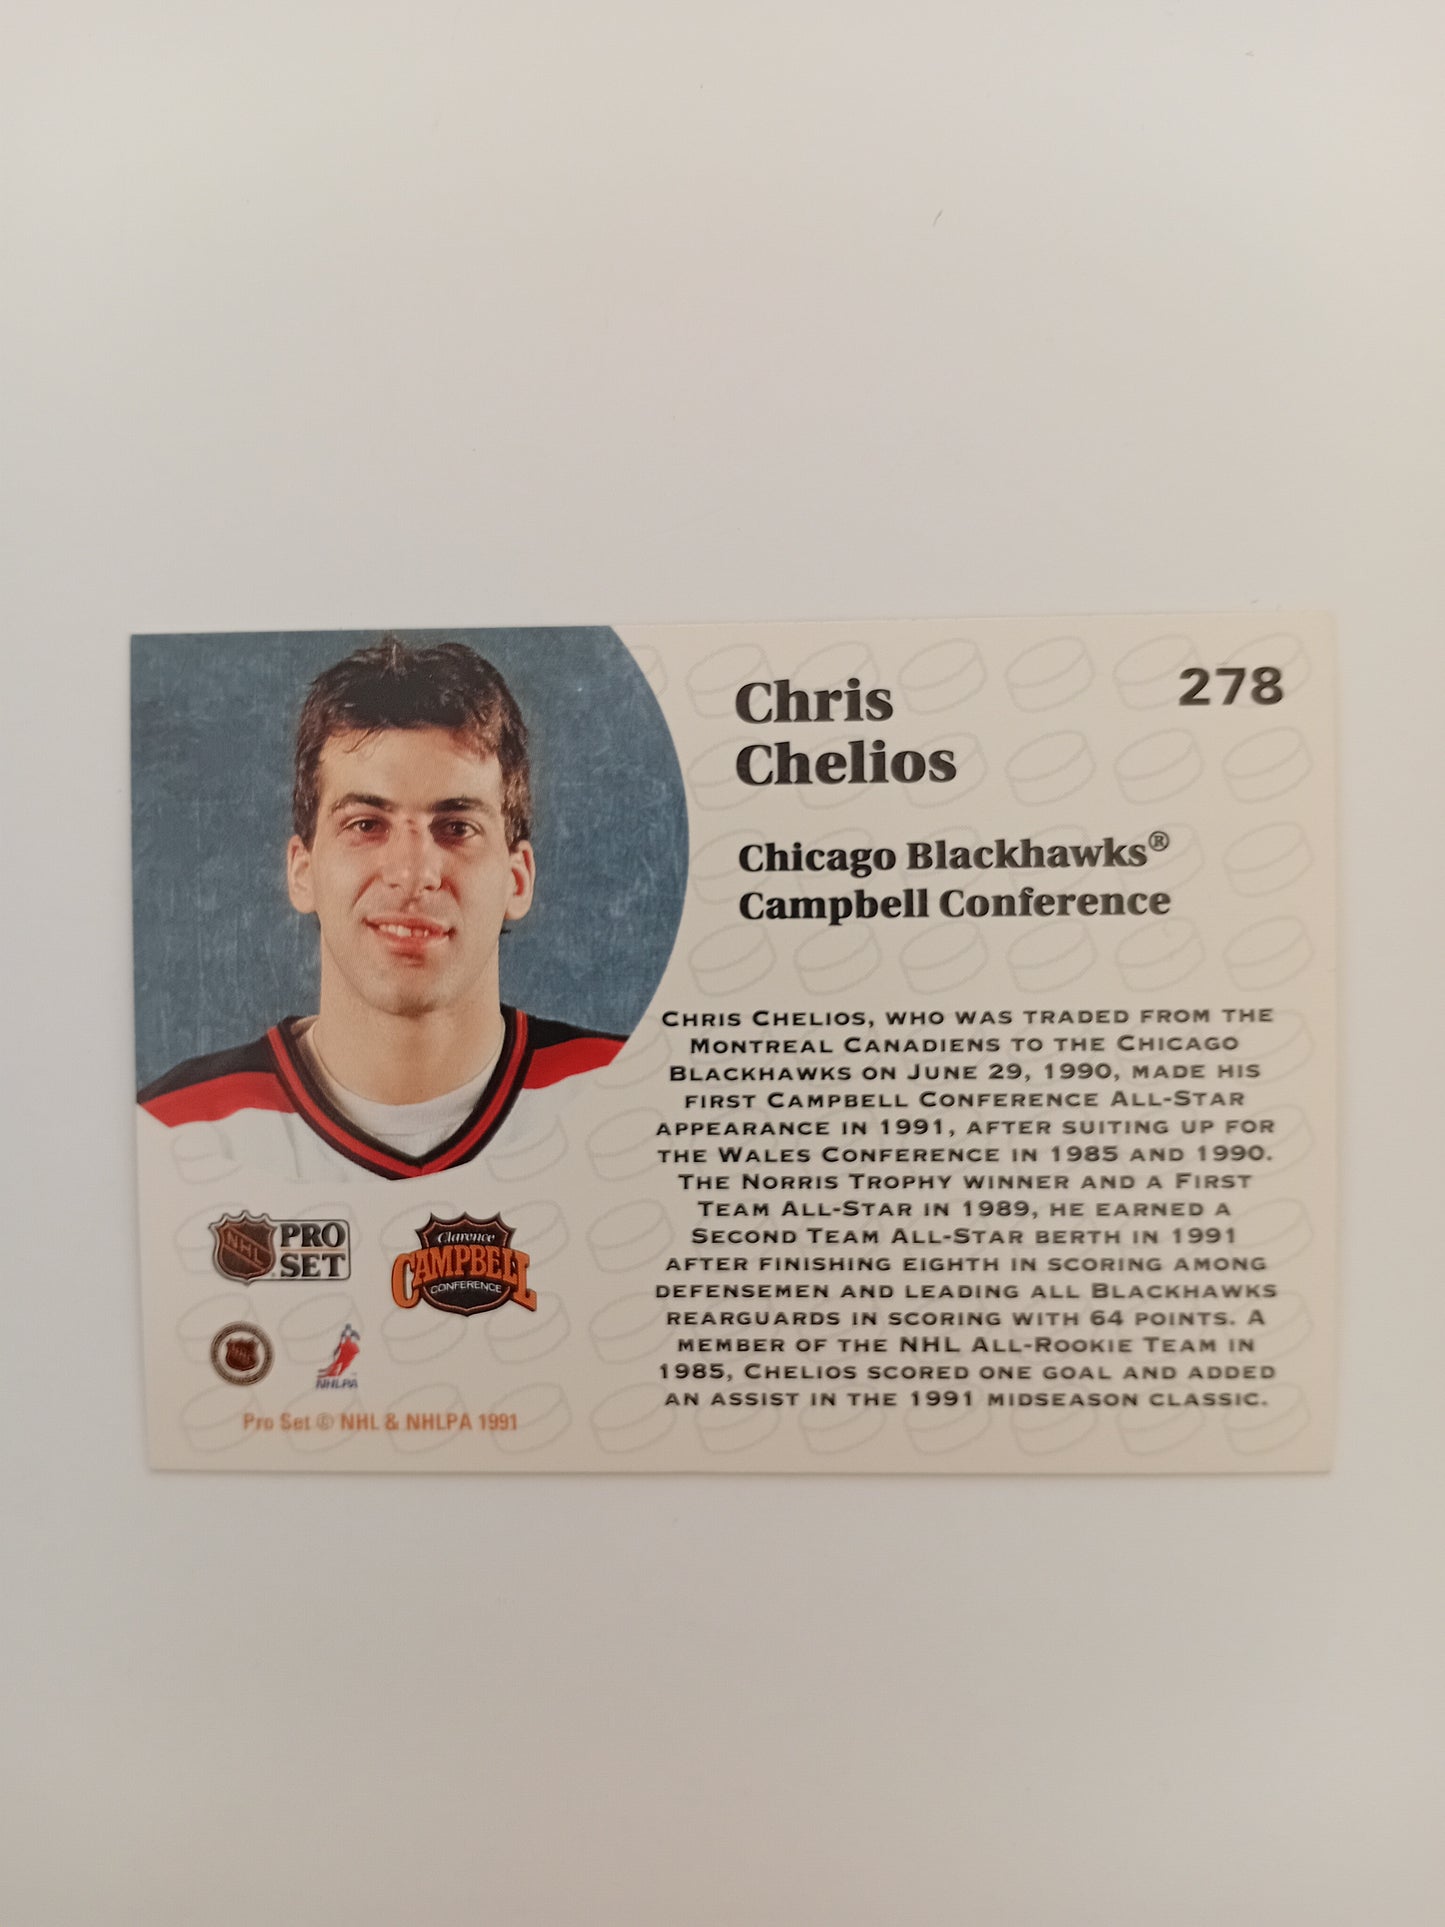 Chris
Chelios
278
Chicago Blackhawks®
Campbell Conference
CHRIS CHELIOS, WHO WAS TRADED FROM THE
MONTREAL CANADIENS TO THE CHICAGO
BLACKHAWKS ON JUNE 29, 1990, MADE HIS
FIRST CAMPBELL CONFERENCE ALL-STAR
APPEARANCE IN 1991, AFTER SUITING UP FOR
THE WALES CONFERENCE IN 1985 AND 1990.
THE NORRIS TROPHY WINNER AND A FIRST
TEAM ALL-STAR IN 1989, HE EARNED A
SECOND TEAM ALL-STAR BERTH IN 1991
AFTER FINISHING EIGHTH IN SCORING AMONG
DEFENSEMEN AND LEADING ALL BLACKHAWKS
REARGUARDS IN SCORING WITH 64 POINTS. A
MEMBER OF THE NHL ALL-ROOKIE TEAM IN
1985, CHELIOS SCORED ONE GOAL AND ADDED
AN ASSIST IN THE 1991 MIDSEASON CLASSIC.
NHL PRO
SET
Clarence
CAMPBELL
CONFERENCE
NHLPA
Pro Set © NHL & NHLPA 1991